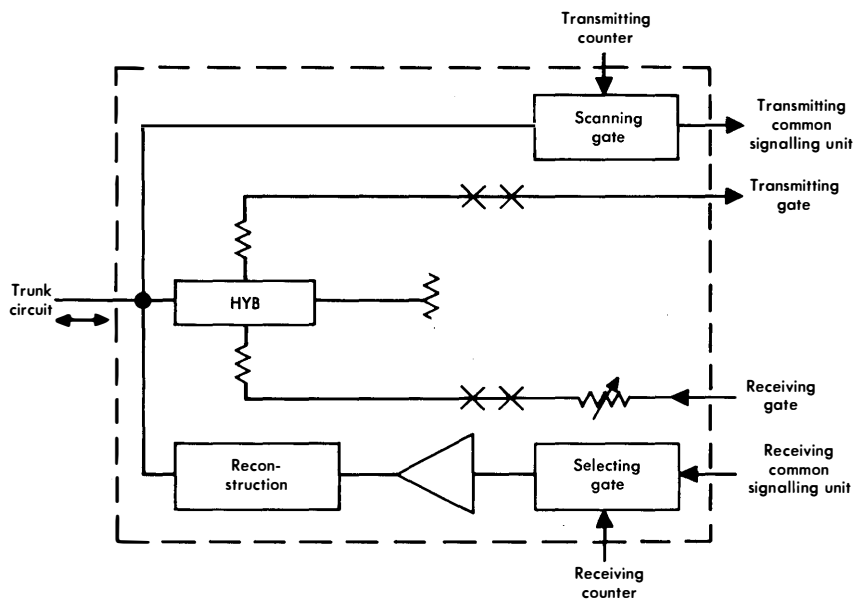 Transmitting
counter
Scanning
gate
Transmitting
common
signalling unit
Transmitting
gate
Trunk
circuit
HYB
Receiving
gate
Recon-
struction
Selecting
gate
Receiving
common
signalling unit
Receiving
counter